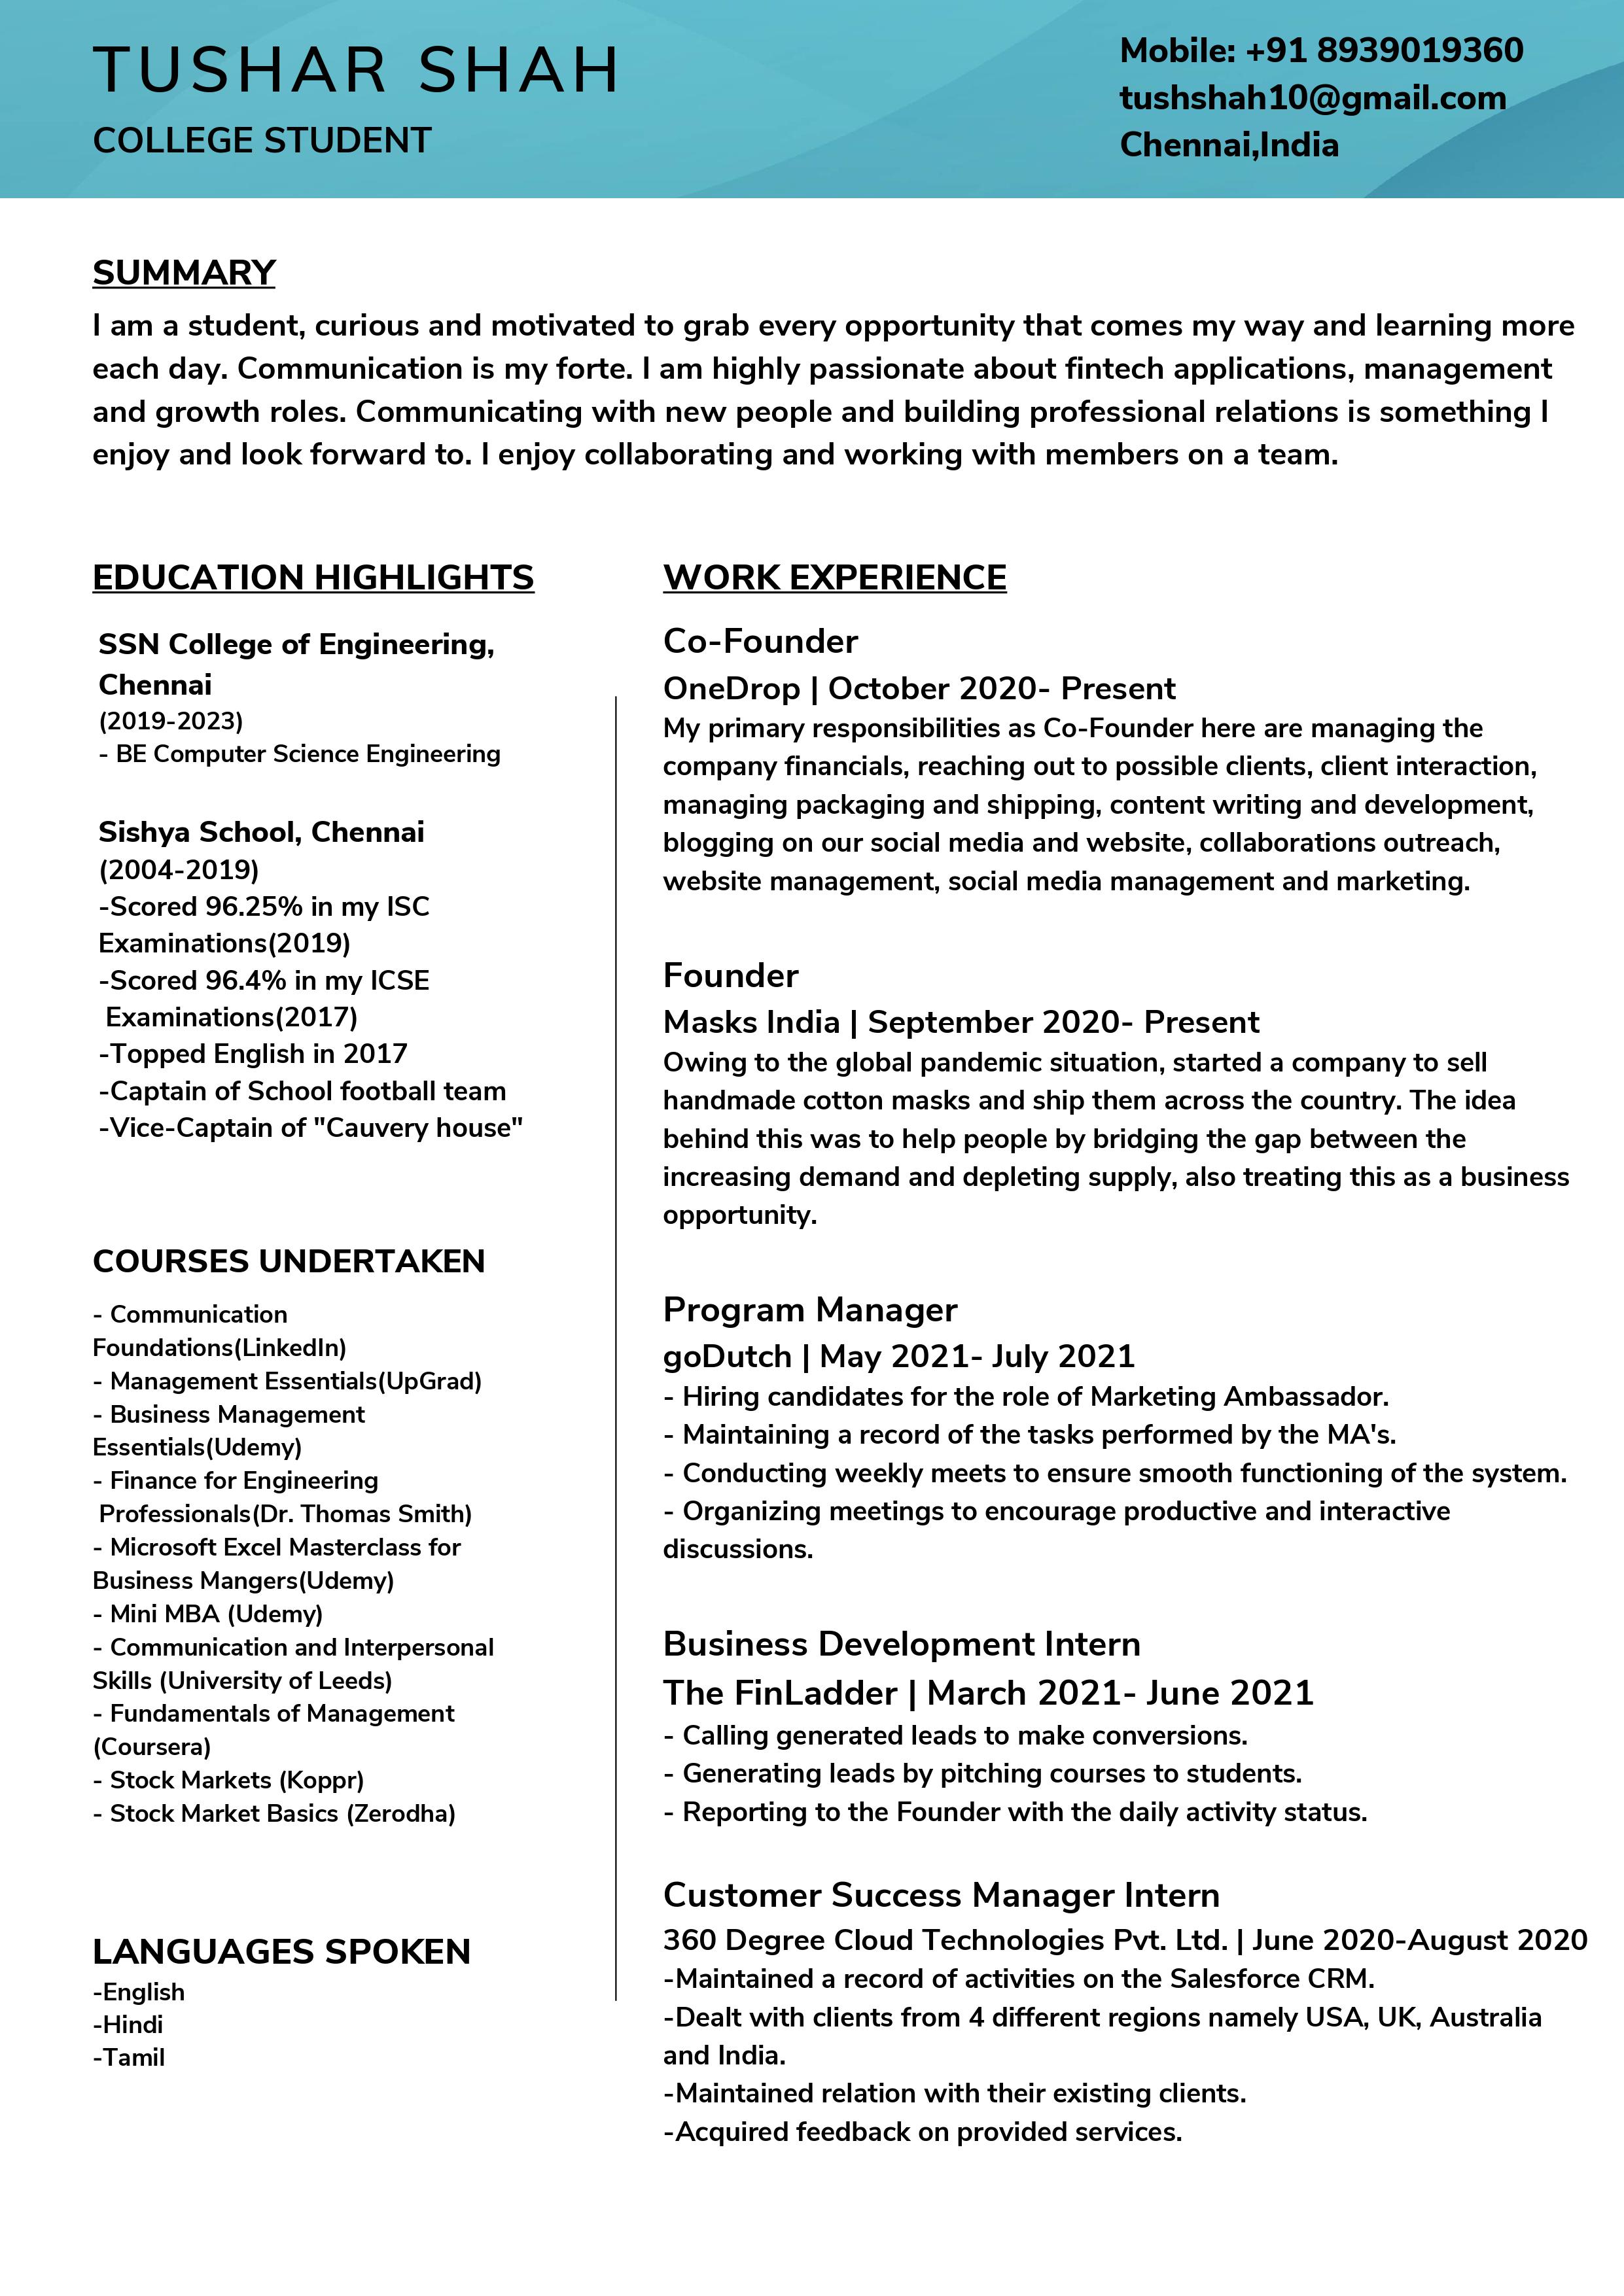 TUSHAR SHAH
COLLEGE STUDENT
Mobile: +91 8939019360
tushshah10@gmail.com
Chennai,India
SUMMARY
I am a student, curious and motivated to grab every opportunity that comes my way and learning more
each day. Communication is my forte. I am highly passionate about fintech applications, management
and growth roles. Communicating with new people and building professional relations is something I
enjoy and look forward to. I enjoy collaborating and working with members on a team.
EDUCATION HIGHLIGHTS
SSN College of Engineering,
Chennai
(2019-2023)
- BE Computer Science Engineering
Sishya School, Chennai
(2004-2019)
-Scored 96.25% in my ISC
Examinations(2019)
-Scored 96.4% in my ICSE
Examinations(2017)
-Topped English in 2017
-Captain of School football team
-Vice-Captain of "Cauvery house"
COURSES UNDERTAKEN
- Communication
Foundations(LinkedIn)
- Management Essentials(UpGrad)
- Business Management
Essentials(Udemy)
- Finance for Engineering
Professionals(Dr. Thomas Smith)
- Microsoft Excel Masterclass for
Business Mangers(Udemy)
- Mini MBA (Udemy)
- Communication and Interpersonal
Skills (University of Leeds)
- Fundamentals of Management
(Coursera)
- Stock Markets (Koppr)
- Stock Market Basics (Zerodha)
LANGUAGES SPOKEN
-English
-Hindi
-Tamil
WORK EXPERIENCE
Co-Founder
OneDrop | October 2020- Present
My primary responsibilities as Co-Founder here are managing the
company financials, reaching out to possible clients, client interaction,
managing packaging and shipping, content writing and development,
blogging on our social media and website, collaborations outreach,
website management, social media management and marketing.
Founder
Masks India | September 2020- Present
Owing to the global pandemic situation, started a company to sell
handmade cotton masks and ship them across the country. The idea
behind this was to help people by bridging the gap between the
increasing demand and depleting supply, also treating this as a business
opportunity.
Program Manager
goDutch | May 2021- July 2021
- Hiring candidates for the role of Marketing Ambassador.
- Maintaining a record of the tasks performed by the MA's.
- Conducting weekly meets to ensure smooth functioning of the system.
- Organizing meetings to encourage productive and interactive
discussions.
Business Development Intern
The FinLadder | March 2021- June 2021
- Calling generated leads to make conversions.
- Generating leads by pitching courses to students.
- Reporting to the Founder with the daily activity status.
Customer Success Manager Intern
360 Degree Cloud Technologies Pvt. Ltd. | June 2020-August 2020
-Maintained a record of activities on the Salesforce CRM.
-Dealt with clients from 4 different regions namely USA, UK, Australia
and India.
-Maintained relation with their existing clients.
-Acquired feedback on provided services.